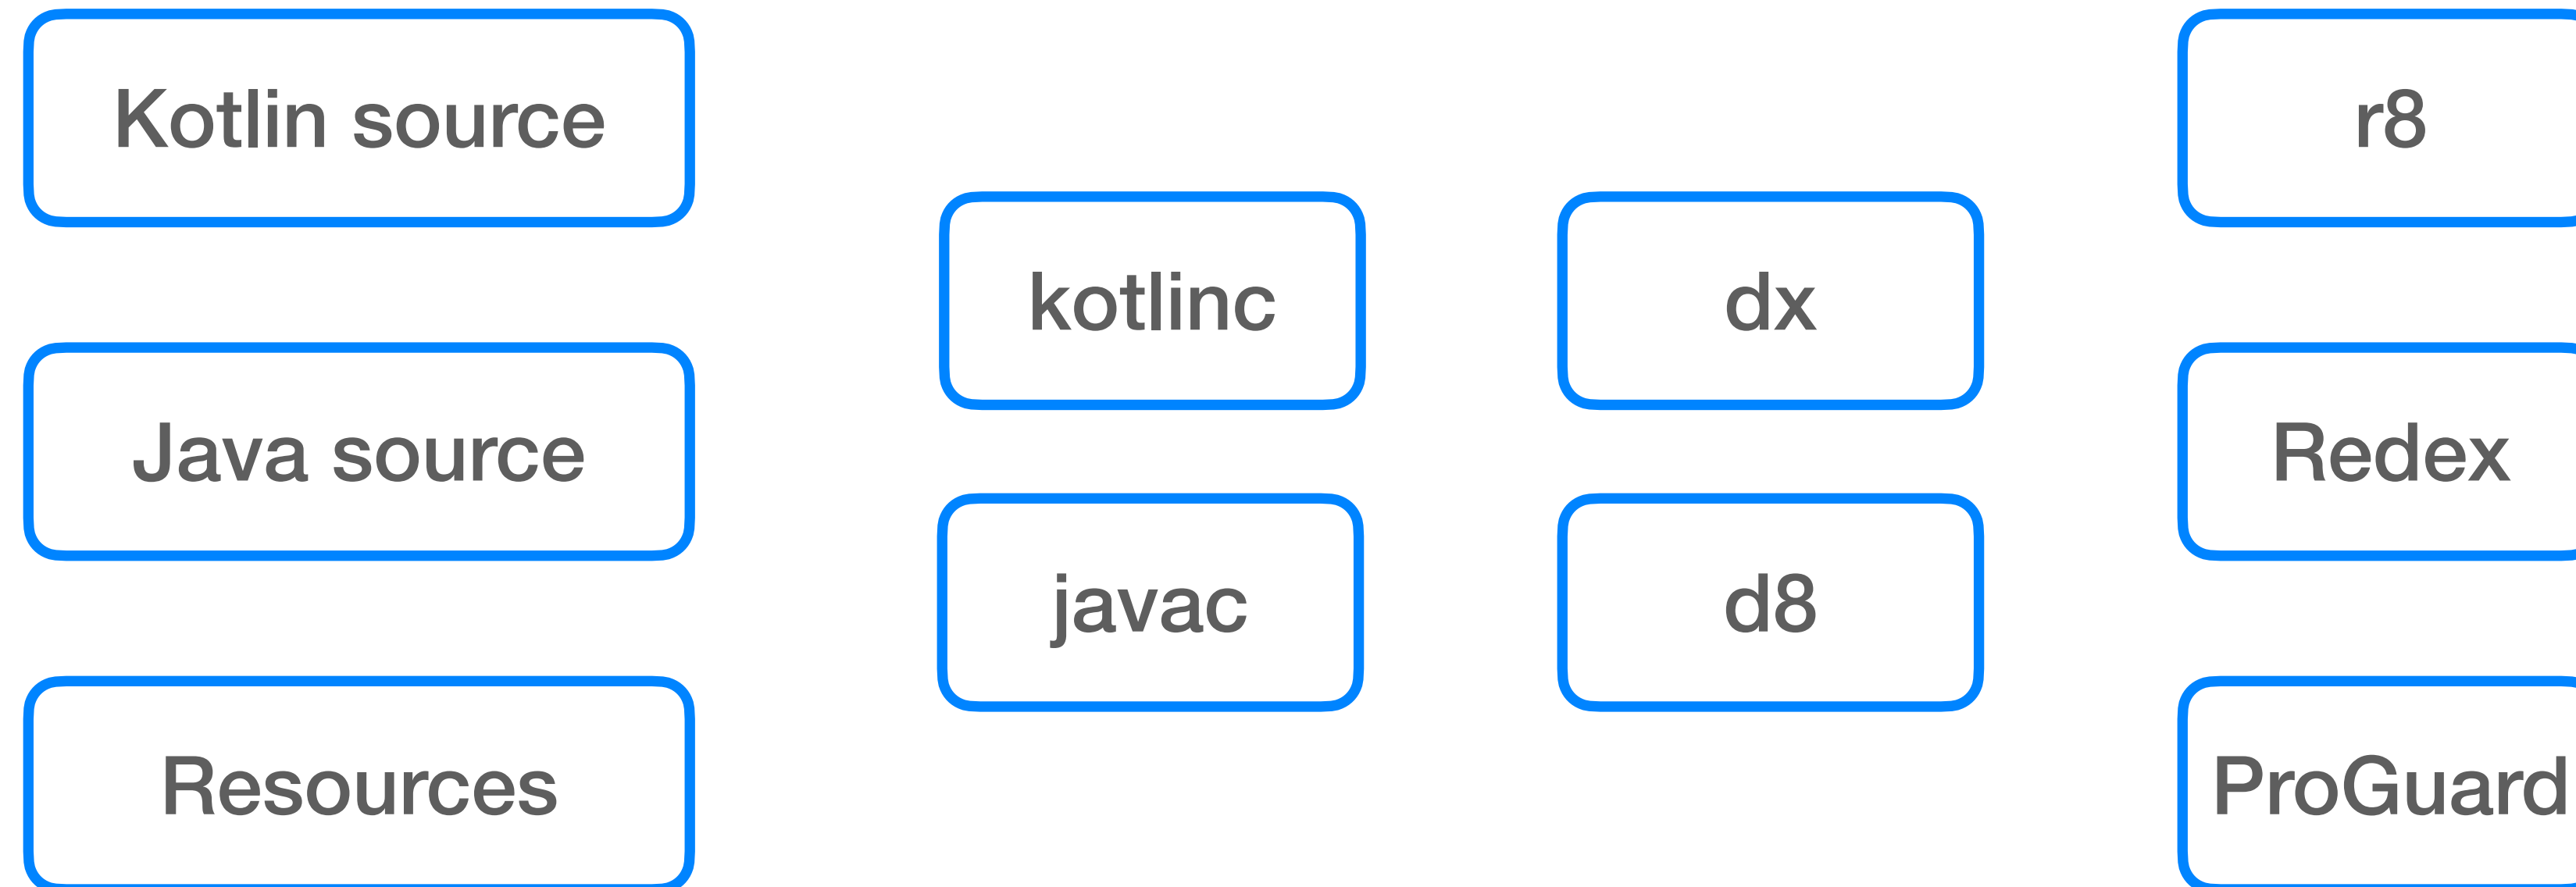 Kotlin source
Java source
Resources
kotlinc
javac
dx
d8
r8
Redex
ProGuard